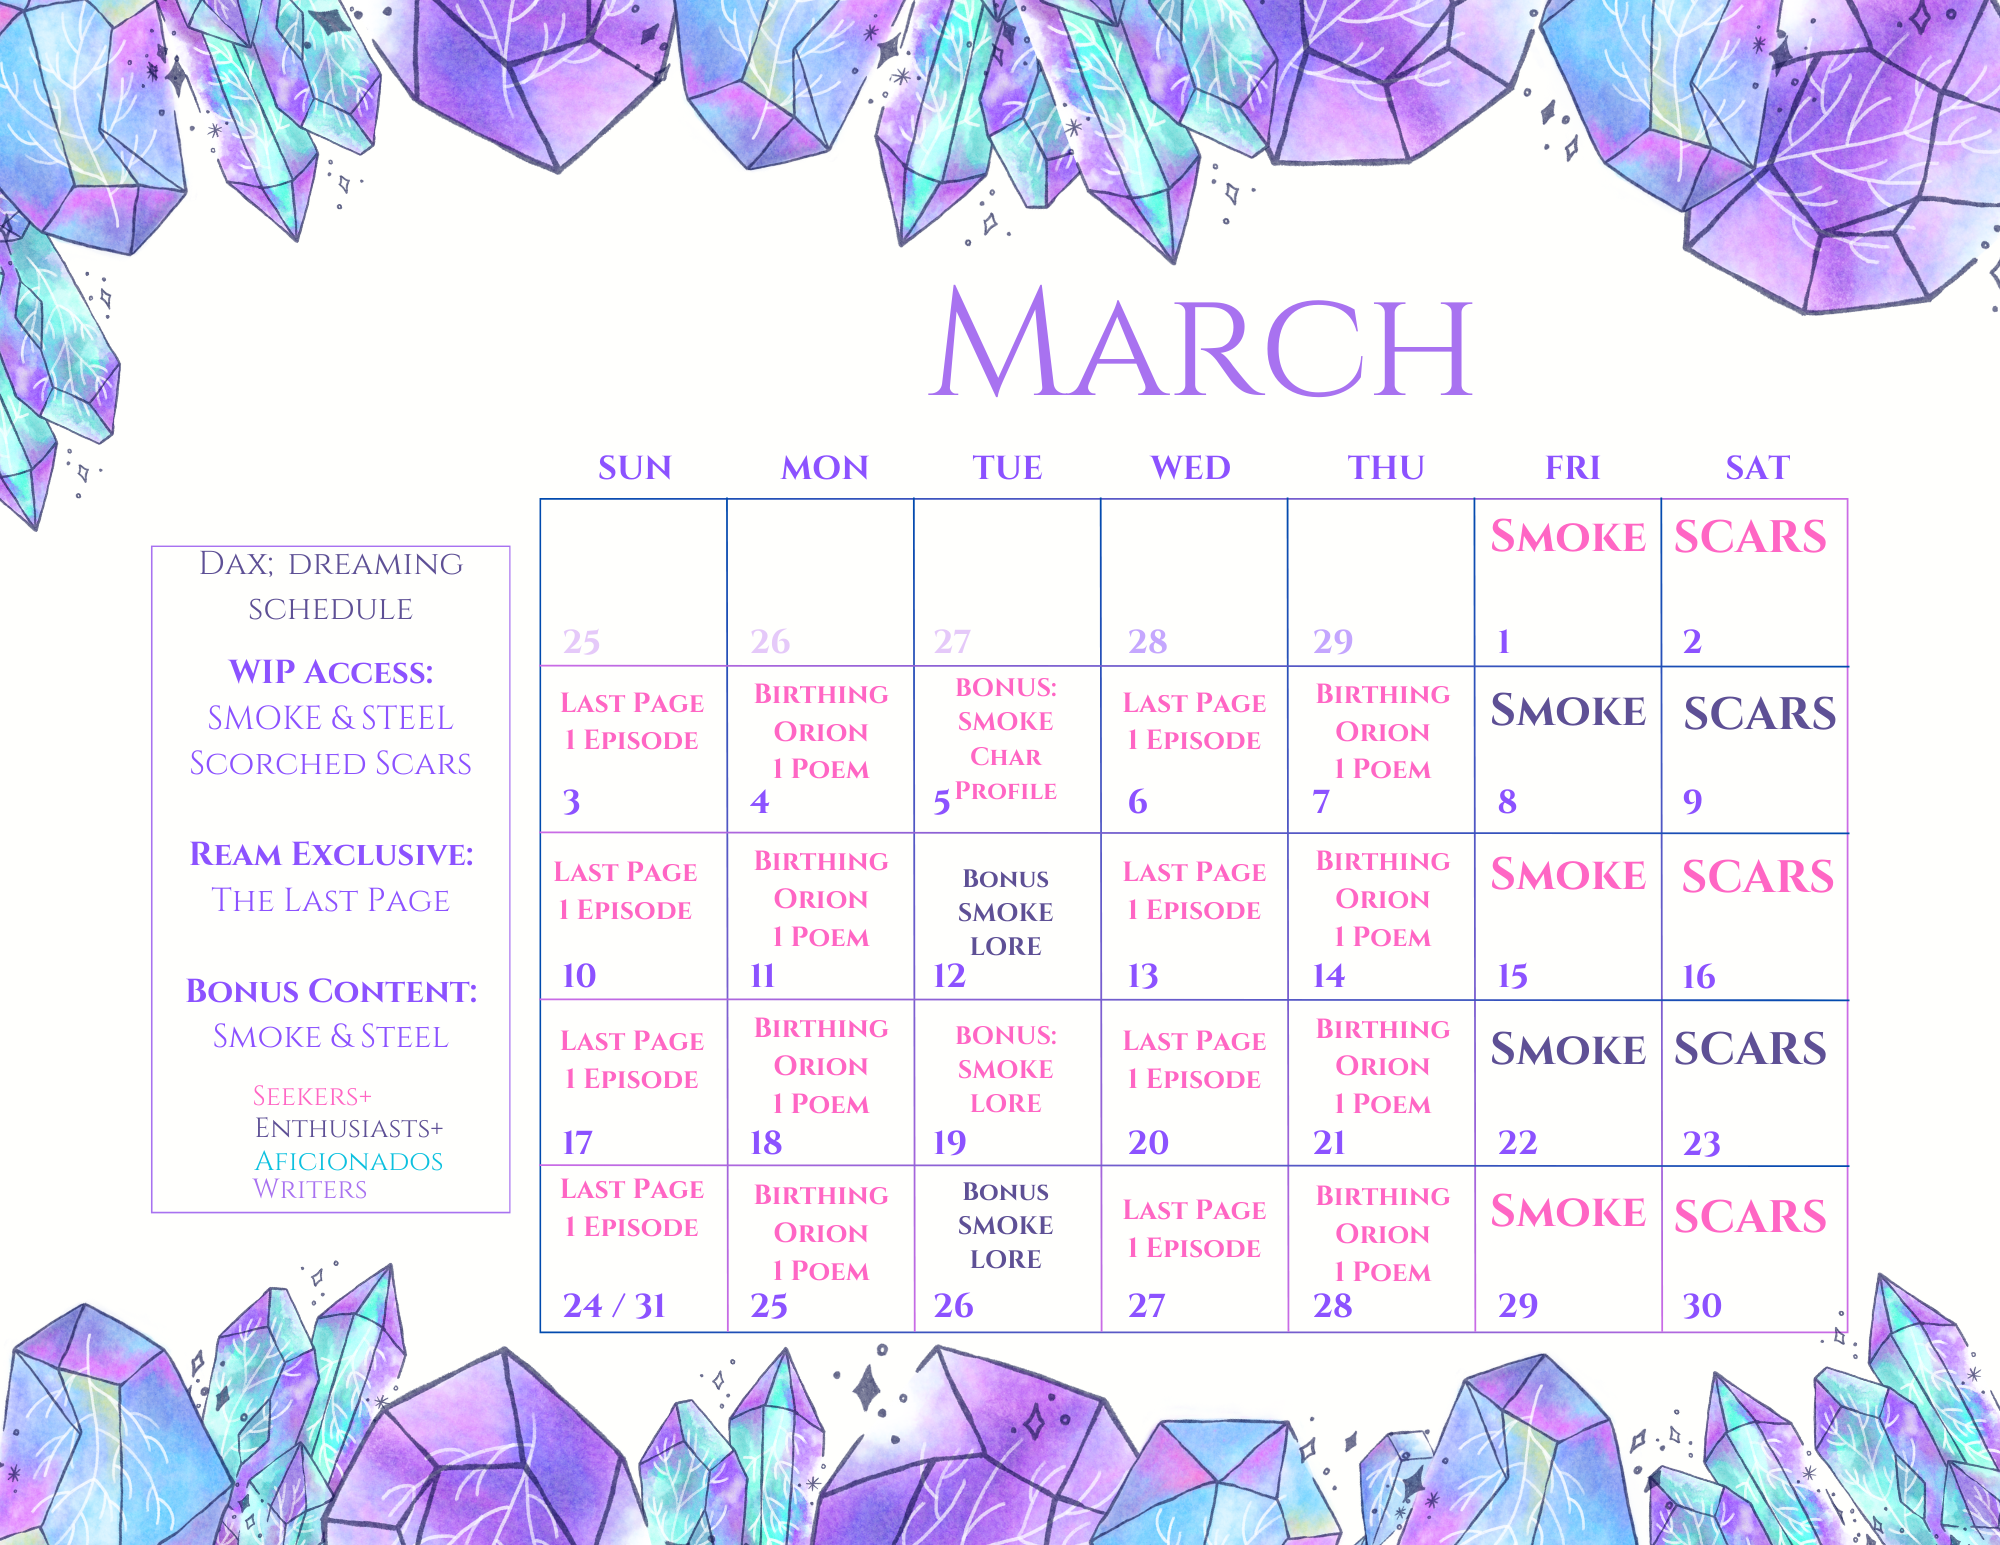 March
SUN MON TUE WED THU FRI SAT
Dax; dreaming
schedule
WIP Access:
SMOKE & STEEL
Scorched Scars
Ream Exclusive:
The Last Page
Bonus Content:
Smoke & Steel
Seekers+
Enthusiasts+
Aficionados
Writers
25
26
27
28
29
Smoke
1
SCARS
2
Last Page
1 Episode
3
Birthing
Orion
1 Poem
4
BONUS:
SMOKE
Char
Profile
5
Last Page
1 Episode
6
Birthing
Orion
1 Poem
7
Smoke
8
SCARS
9
Last Page
1 Episode
10
Birthing
Orion
1 Poem
11
Bonus
SMOKE
LORE
12
Last Page
1 Episode
13
Birthing
Orion
1 Poem
14
Smoke
15
SCARS
16
Last Page
1 Episode
17
Birthing
Orion
1 Poem
18
BONUS:
SMOKE
LORE
19
Last Page
1 Episode
20
Birthing
Orion
1 Poem
21
Smoke
22
SCARS
23
Last Page
1 Episode
24 / 31
Birthing
Orion
1 Poem
25
Bonus
SMOKE
LORE
26
Last Page
1 Episode
27
Birthing
Orion
1 Poem
28
Smoke
29
SCARS
30